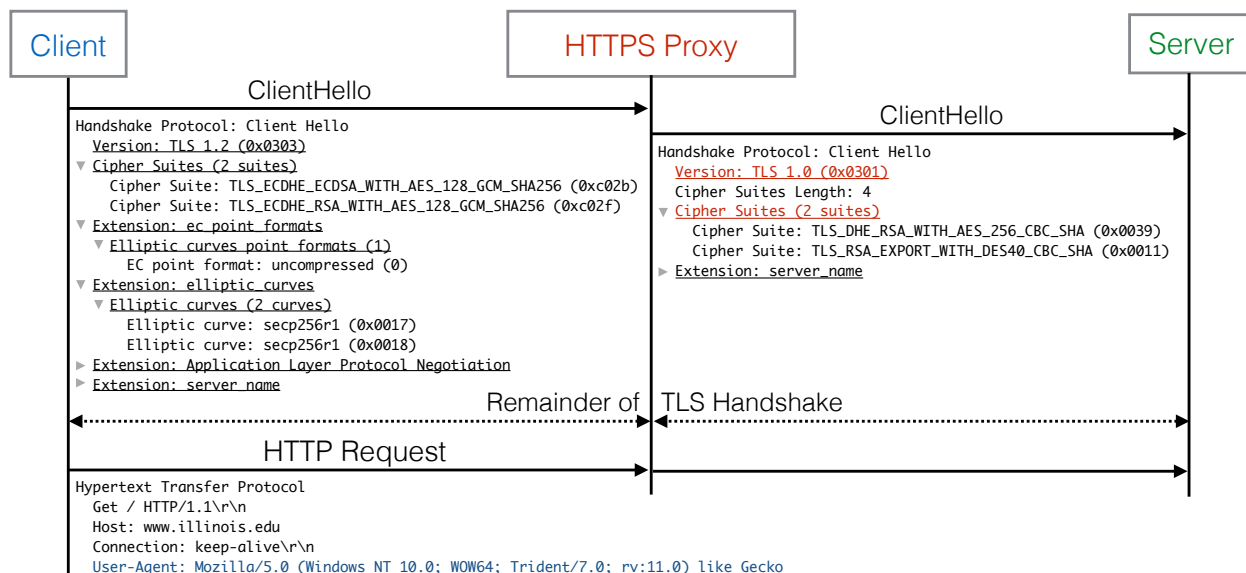 Client
HTTPS Proxy
Server
ClientHello
Handshake Protocol: Client Hello
Version: TLS 1.2 (0x0303)
▼ Cipher Suites (2 suites)
Cipher Suite: TLS_ECDHE_ECDSA_WITH_AES_128_GCM_SHA256 (0xc02b)
Cipher Suite: TLS_ECDHE_RSA_WITH_AES_128_GCM_SHA256 (0xc02f)
▼ Extension: ec_point_formats
▼ Elliptic curves point formats (1)
EC point format: uncompressed (0)
▼ Extension: elliptic_curves
▼ Elliptic curves (2 curves)
Elliptic curve: secp256r1 (0x0017)
Elliptic curve: secp256r1 (0x0018)
▶ Extension: Application Layer Protocol Negotiation
▶ Extension: server_name
ClientHello
Handshake Protocol: Client Hello
Version: TLS 1.0 (0x0301)
Cipher Suites Length: 4
▼ Cipher Suites (2 suites)
Cipher Suite: TLS_DHE_RSA_WITH_AES_256_CBC_SHA (0x0039)
Cipher Suite: TLS_RSA_EXPORT_WITH_DES40_CBC_SHA (0x0011)
▶ Extension: server_name
Remainder of TLS Handshake
HTTP Request
Hypertext Transfer Protocol
Get / HTTP/1.1\r\n
Host: www.illinois.edu
Connection: keep-alive\r\n
User-Agent: Mozilla/5.0 (Windows NT 10.0; WOW64; Trident/7.0; rv:11.0) like Gecko